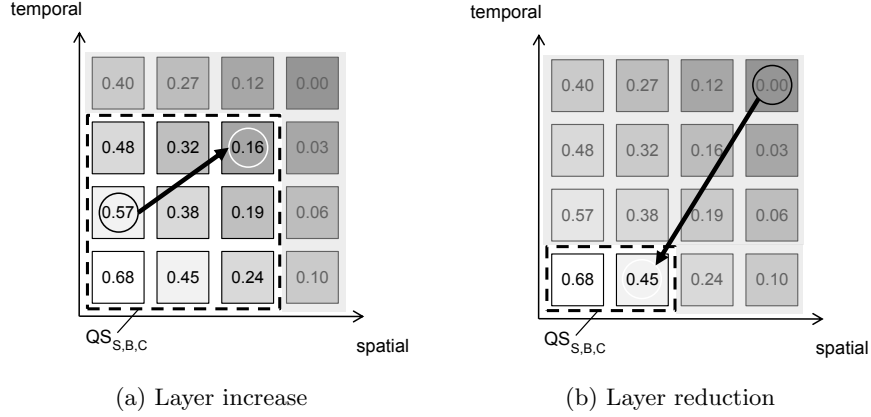 temporal
0.40 0.27 0.12 0.00
0.48 0.32 0.16 0.03
0.57 0.38 0.19 0.06
0.68 0.45 0.24 0.10
QS S,B,C
spatial
(a) Layer increase
temporal
0.40 0.27 0.12 0.00
0.48 0.32 0.16 0.03
0.57 0.38 0.19 0.06
0.68 0.45 0.24 0.10
QS S,B,C
spatial
(b) Layer reduction